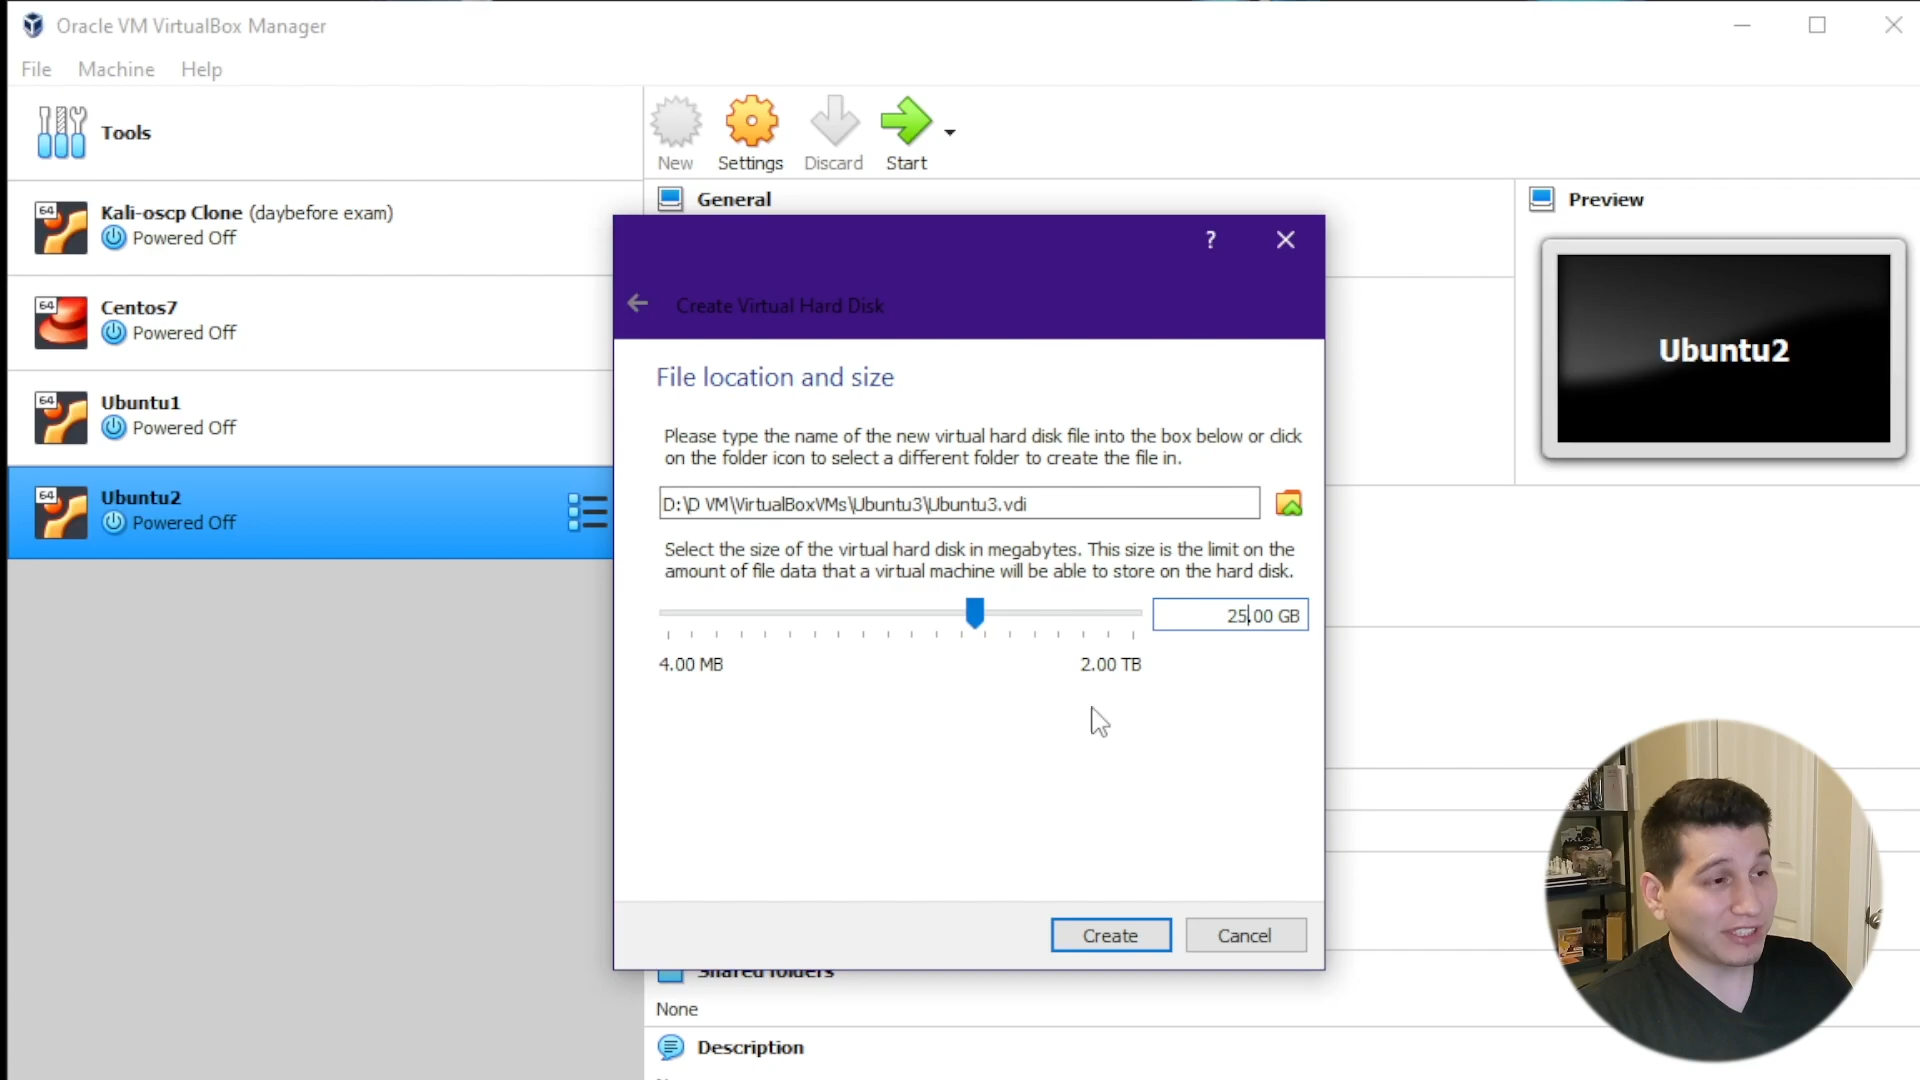 Oracle VM VirtualBox Manager
File Machine Help
Tools
New Settings Discard Start
64 Kali-oscp Clone (daybefore exam)
Powered Off
64 Centos7
Powered Off
64 Ubuntu1
Powered Off
64 Ubuntu2
Powered Off
General
Preview
Ubuntu2
?
Create Virtual Hard Disk
File location and size
Please type the name of the new virtual hard disk file into the box below or click
on the folder icon to select a different folder to create the file in.
D:\D VM\VirtualBoxVMs\Ubuntu3\Ubuntu3.vdi
Select the size of the virtual hard disk in megabytes. This size is the limit on the
amount of file data that a virtual machine will be able to store on the hard disk.
25.00 GB
4.00 MB 2.00 TB
Create Cancel
Shared folders
None
Description